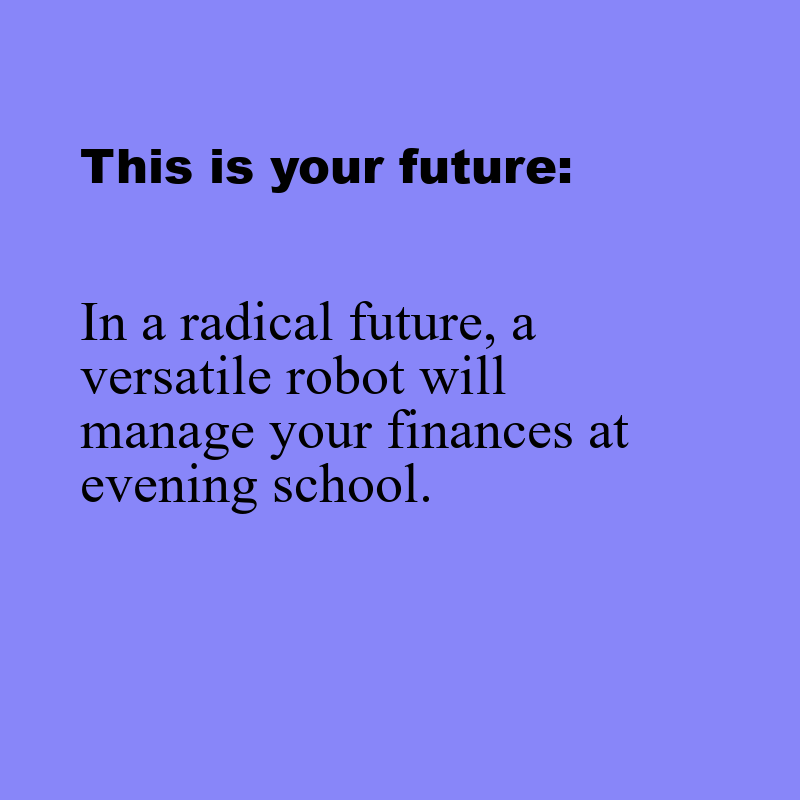 This is your future:
In a radical future, a
versatile robot will
manage your finances at
evening school.